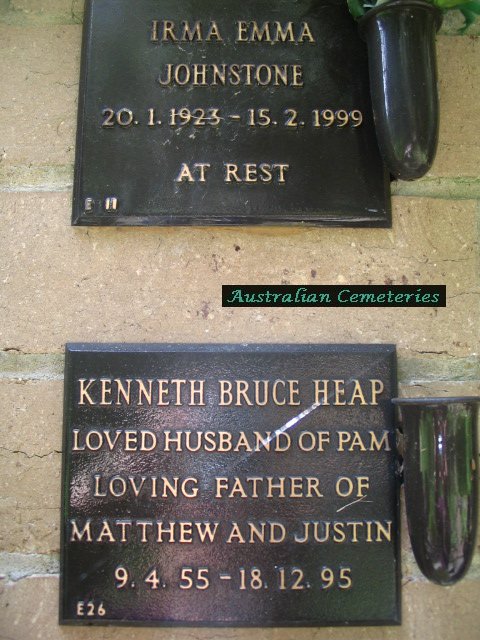 IRMA EMMA
JOHNSTONE
20. 1. 1923 - 15. 2. 1999
AT REST
Australian Cemeteries
KENNETH BRUCE HEAP
LOVED HUSBAND OF PAM
LOVING FATHER OF
MATTHEW AND JUSTIN
9. 4. 55 - 18. 12. 95
E26